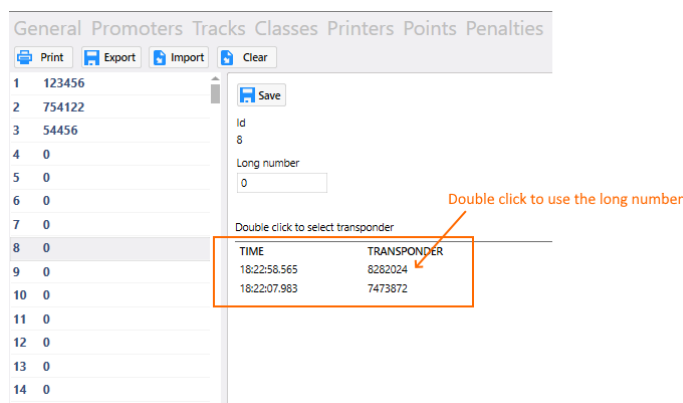 General Promoters Tracks Classes Printers Points Penalties
Print Export Import Clear
1 123456
2 754122
3 54456
4 0
5 0
6 0
7 0
8 0
9 0
10 0
11 0
12 0
13 0
14 0
Save
Id
8
Long number
0
Double click to use the long number
Double click to select transponder
TIME TRANSPONDER
18:22:58.565 8282024
18:22:07.983 7473872